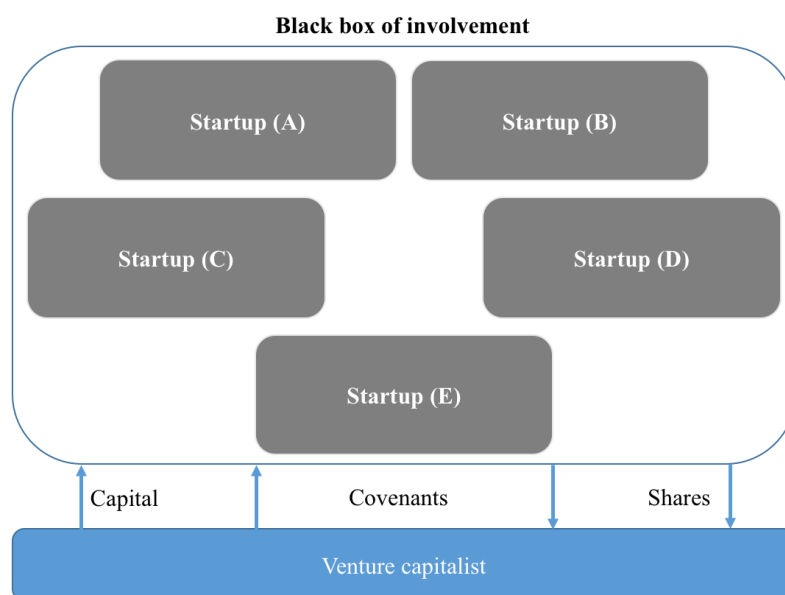 Black box of involvement
Startup (A)
Startup (B)
Startup (C)
Startup (D)
Startup (E)
Capital
Covenants
Shares
Venture capitalist